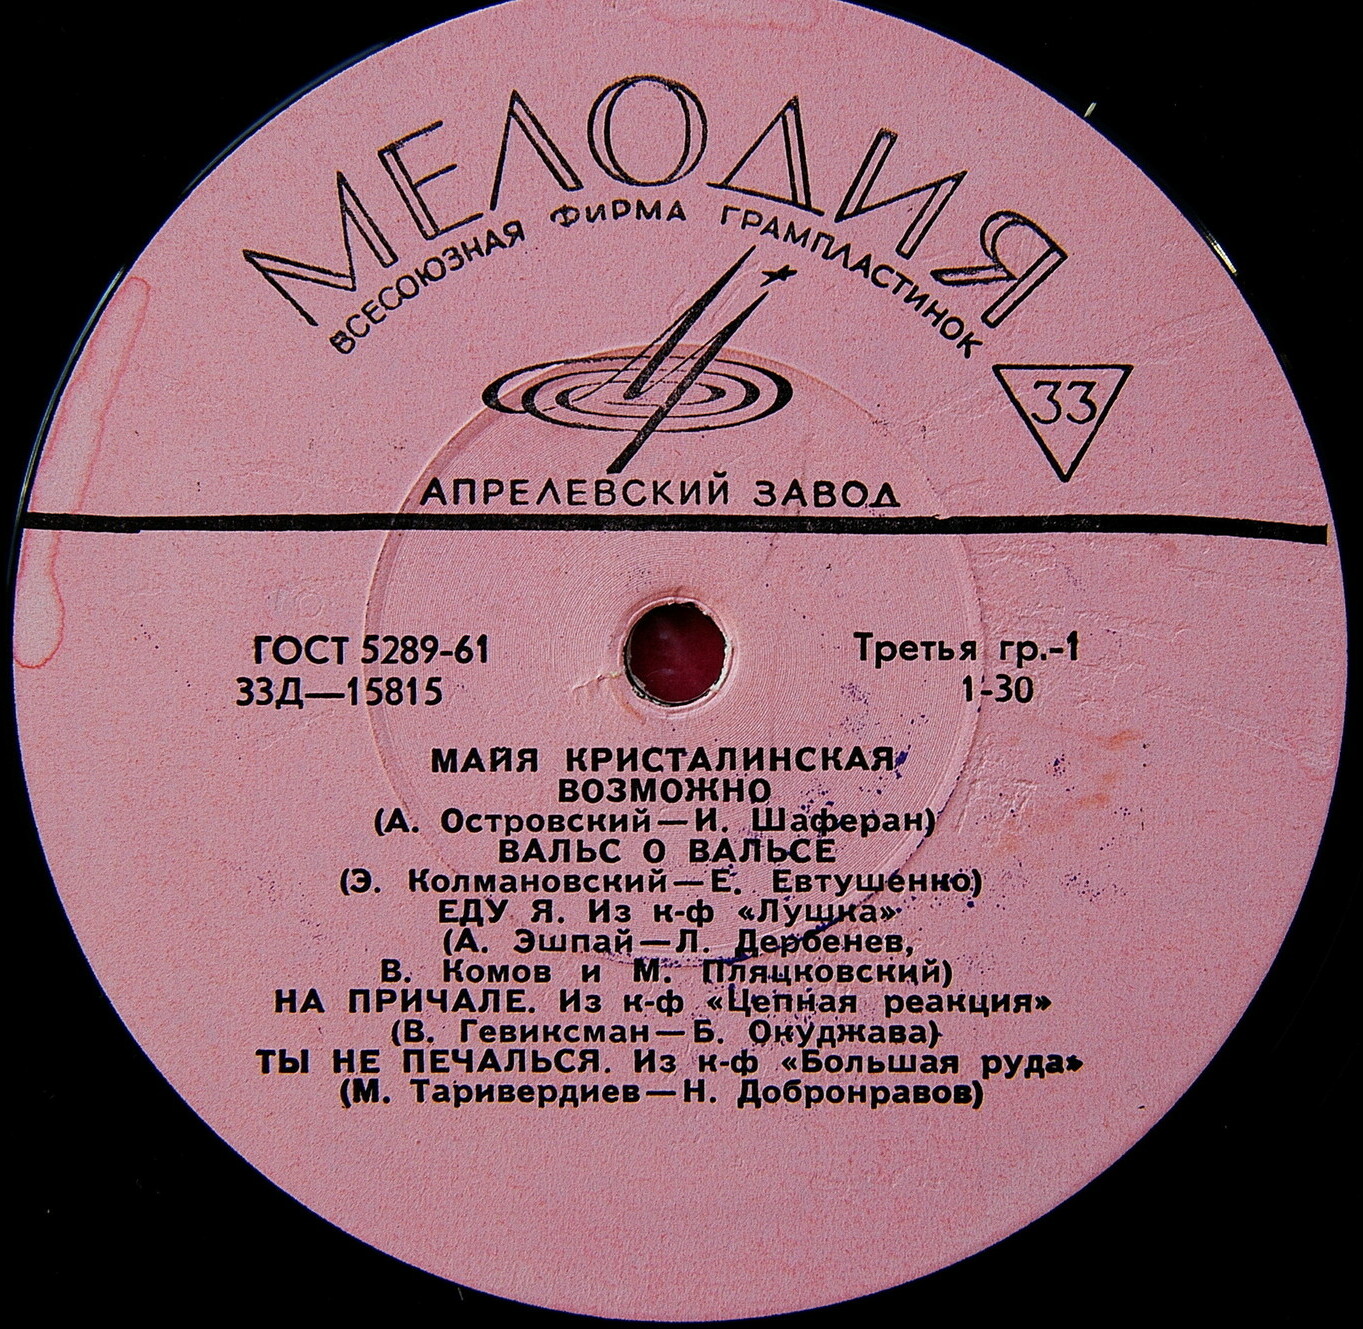 МЕЛОДИЯ
ВСЕСОЮЗНАЯ ФИРМА ГРАМПЛАСТИНОК
33
АПРЕЛЕВСКИЙ ЗАВОД
ГОСТ 5289-61
Третья гр.-1
33Д—15815
1-30
МАЙЯ КРИСТАЛИНСКАЯ
ВОЗМОЖНО
(А. Островский—И. Шаферан)
ВАЛЬС О ВАЛЬСЕ
(Э. Колмановский—Е. Евтушенко)
ЕДУ Я. Из к-ф «Лушка»
(А. Эшпай—Л. Дербенев,
В. Комов и М. Пляцковский)
НА ПРИЧАЛЕ. Из к-ф «Цепная реакция»
(В. Гевиксман—Б. Окуджава)
ТЫ НЕ ПЕЧАЛЬСЯ. Из к-ф «Большая руда»
(М. Таривердиев—Н. Добронравов)